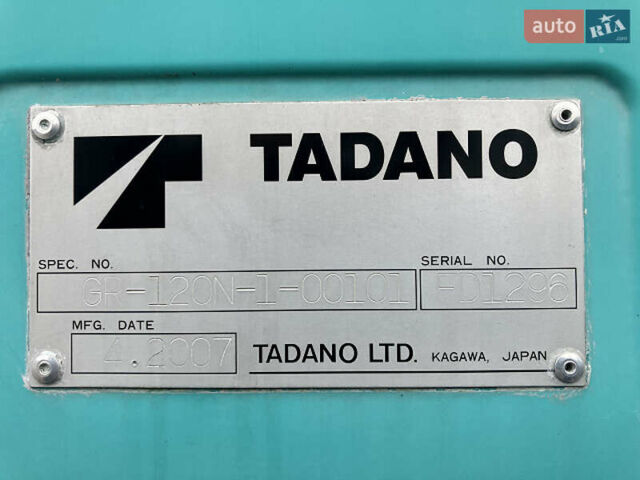 auto RIA.com
TADANO
SPEC. NO.
SERIAL NO.
GR-120N-1-00101
FD1296
MFG. DATE
4.2007
TADANO LTD. KAGAWA, JAPAN